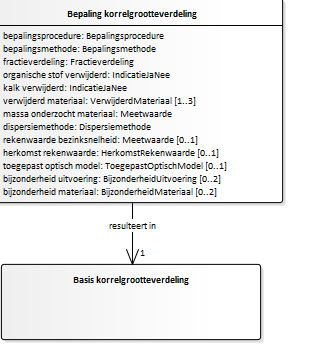 Bepaling korrelgrootteverdeling
bepalingsprocedure: Bepalingsprocedure
bepalingsmethode: Bepalingsmethode
fractieverdeling: Fractieverdeling
organische stof verwijderd: IndicatieJaNee
kalk verwijderd: IndicatieJaNee
verwijderd materiaal: VerwijderdMateriaal [1..3]
massa onderzocht materiaal: Meetwaarde
dispersiemethode: Dispersiemethode
rekenwaarde bezinksnelheid: Meetwaarde [0..1]
herkomst rekenwaarde: HerkomstRekenwaarde [0..1]
toegepast optisch model: ToegepastOptischModel [0..1]
bijzonderheid uitvoering: BijzonderheidUitvoering [0..2]
bijzonderheid materiaal: BijzonderheidMateriaal [0..2]
resulteert in
1
Basis korrelgrootteverdeling